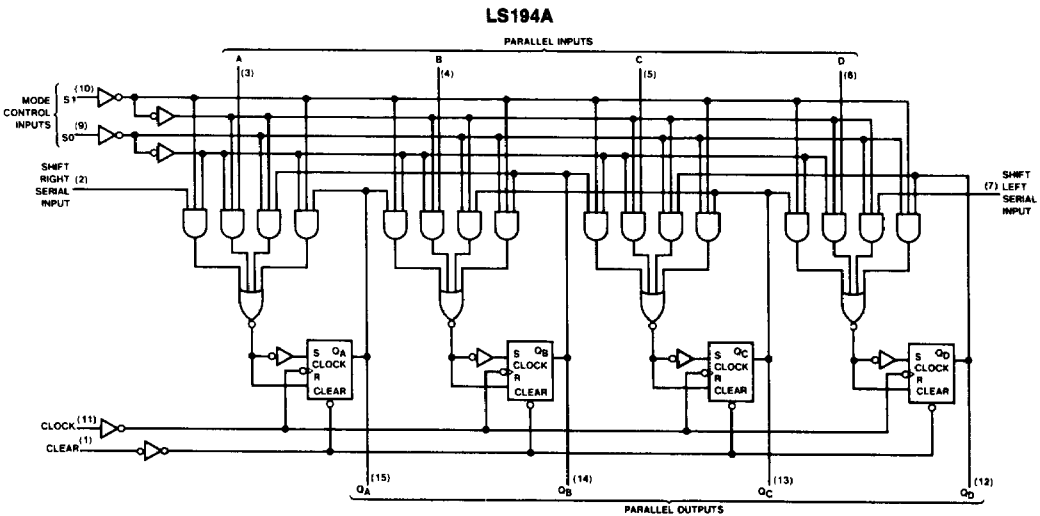 LS194A
PARALLEL INPUTS
A B C D
(3) (4) (5) (6)
MODE CONTROL INPUTS
S1 (10)
S0 (9)
SHIFT RIGHT SERIAL INPUT (2)
(7) SHIFT LEFT SERIAL INPUT
S QA
CLOCK
R
CLEAR
S QB
CLOCK
R
CLEAR
S QC
CLOCK
R
CLEAR
S QD
CLOCK
R
CLEAR
CLOCK (11)
CLEAR (1)
(15) (14) (13) (12)
QA QB QC QD
PARALLEL OUTPUTS